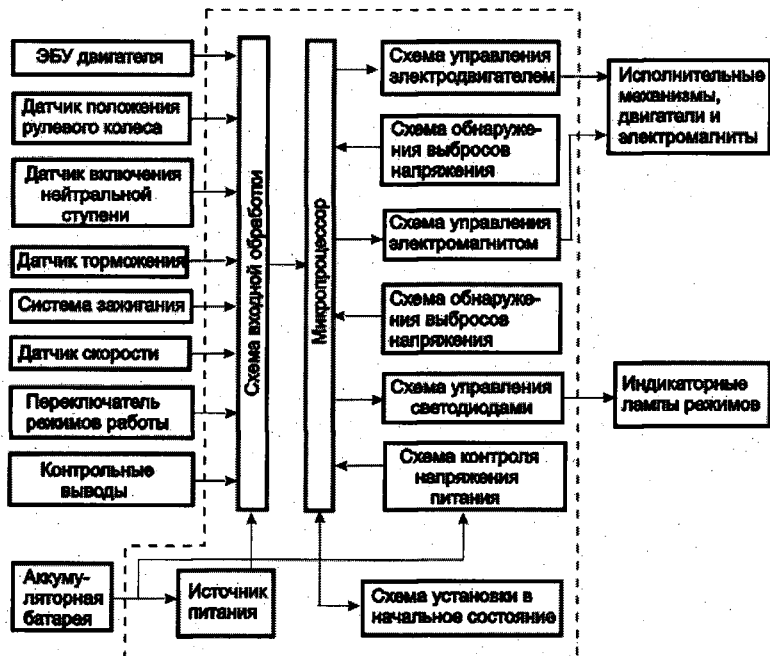 ЭБУ двигателя
Датчик положения
рулевого колеса
Датчик включения
нейтральной
ступени
Датчик торможения
Система зажигания
Датчик скорости
Переключатель
режимов работы
Контрольные
выводы
Аккуму-
ляторная
батарея
Источник
питания
Схема входной обработки
Микропроцессор
Схема управления
электродвигателем
Схема обнаруже-
ния выбросов
напряжения
Схема управления
электромагнитом
Схема обнаруже-
ния выбросов
напряжения
Схема управления
светодиодами
Схема контроля
напряжения
питания
Схема установки в
начальное состояние
Исполнительные
механизмы,
двигатели и
электромагниты
Индикаторные
лампы режимов